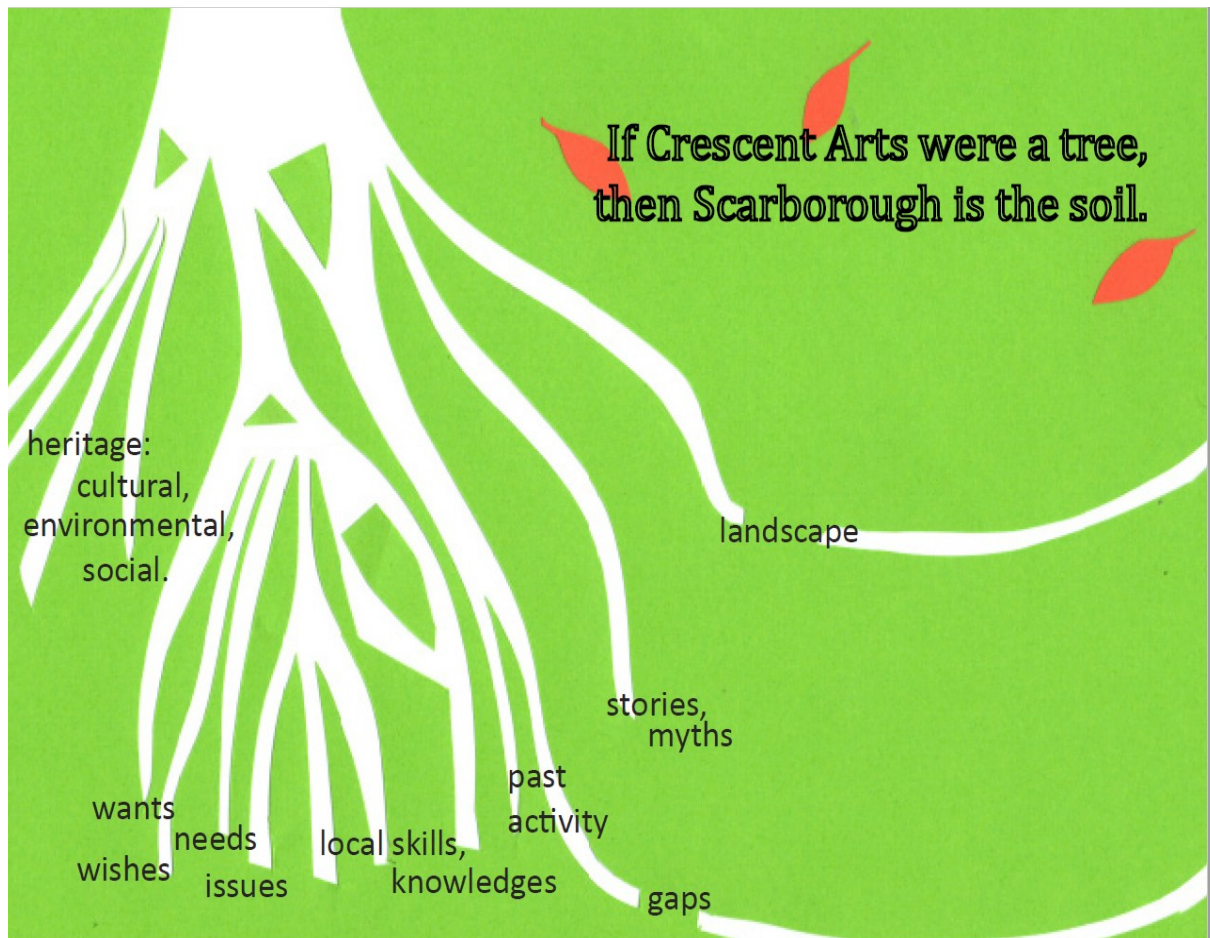 If Crescent Arts were a tree,
then Scarborough is the soil.
heritage:
cultural,
environmental,
social.
landscape
stories,
myths
past
activity
wants
needs
wishes
issues
local skills,
knowledges
gaps